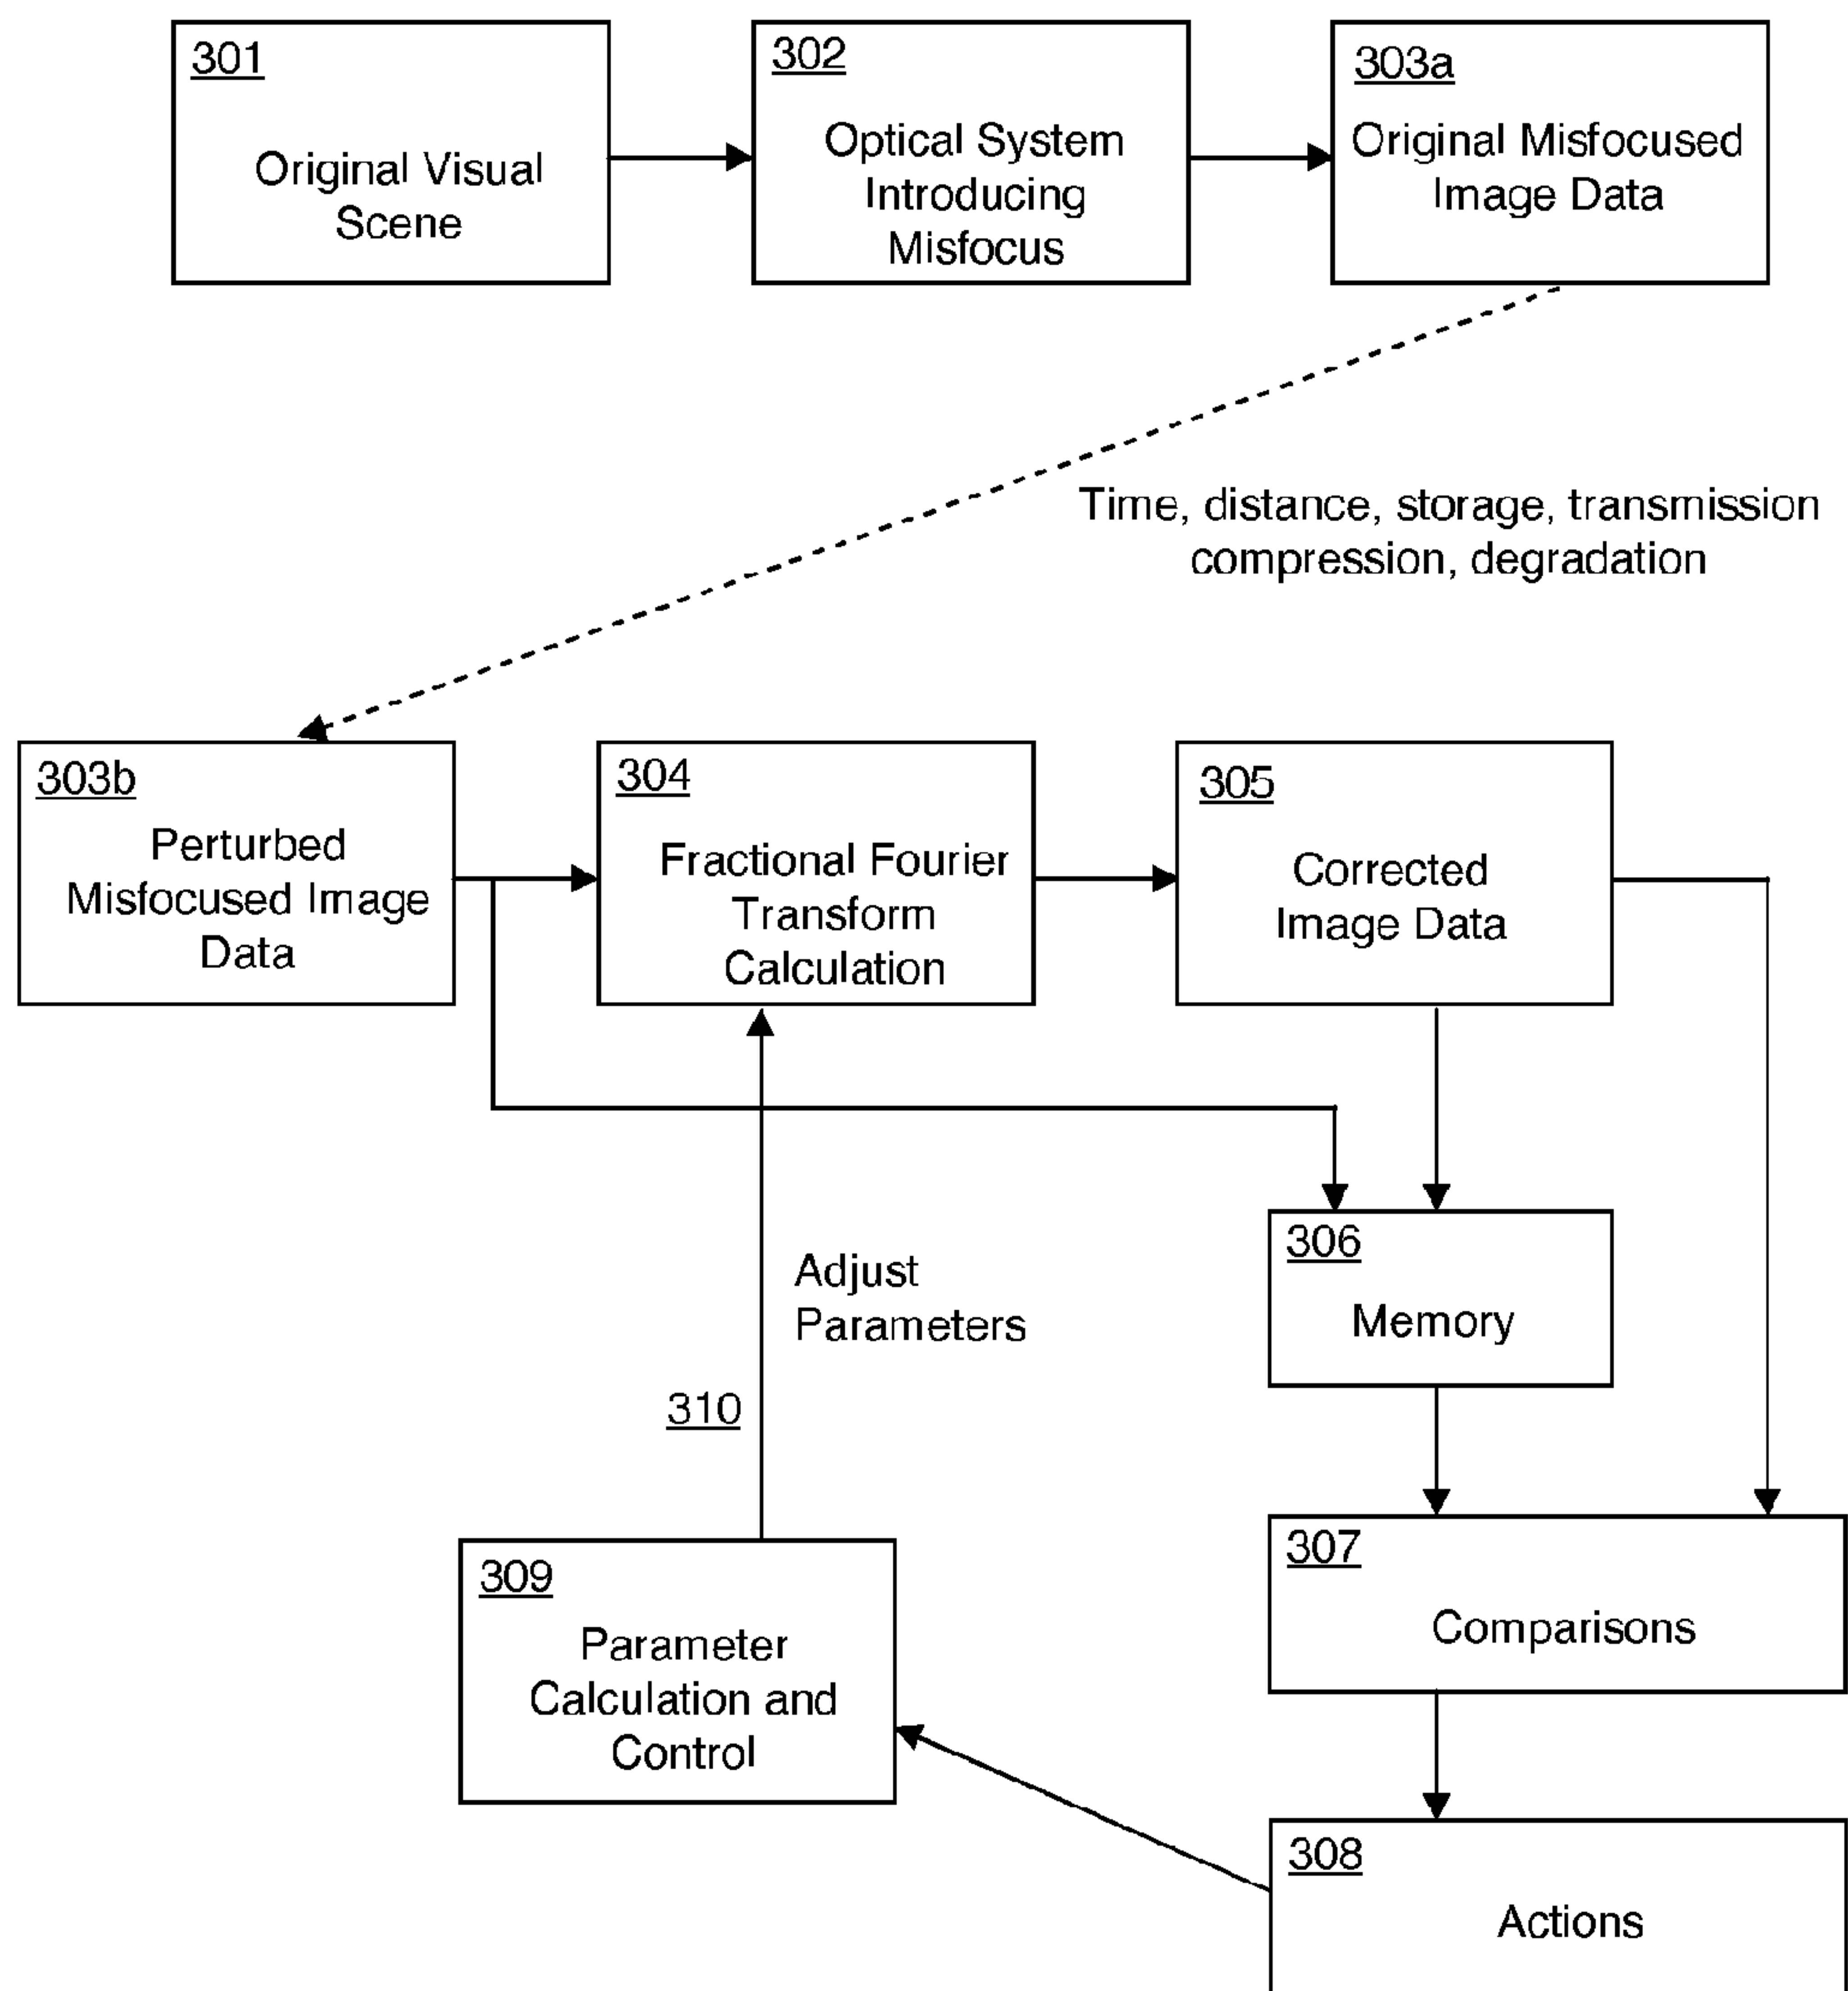 301
Original Visual
Scene
302
Optical System
Introducing
Misfocus
303a
Original Misfocused
Image Data
Time, distance, storage, transmission
compression, degradation
303b
Perturbed
Misfocused Image
Data
304
Fractional Fourier
Transform
Calculation
305
Corrected
Image Data
306
Memory
Adjust
Parameters
310
307
Comparisons
309
Parameter
Calculation and
Control
308
Actions